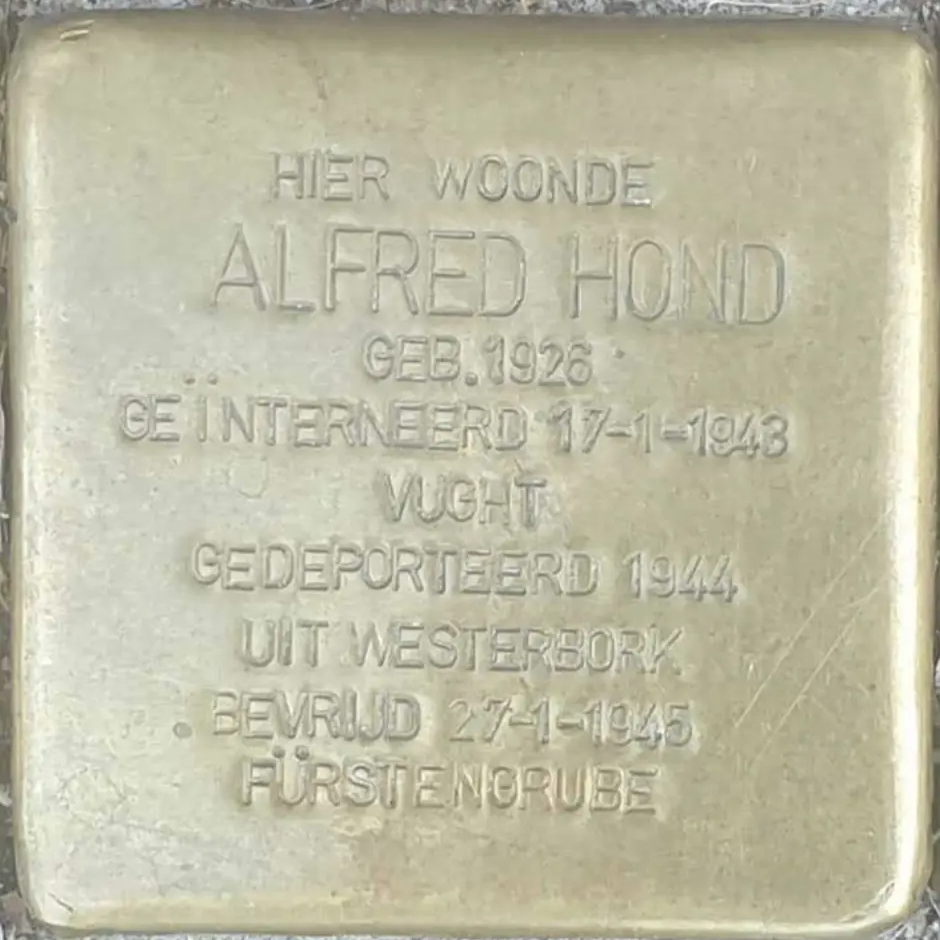 HIER WOONDE
ALFRED HOND
GEB. 1926
GEÏNTERNEERD 17-1-1943
VUGHT
GEDEPORTEERD 1944
UIT WESTERBORK
BEVRIJD 27-1-1945
FÜRSTENGRUBE